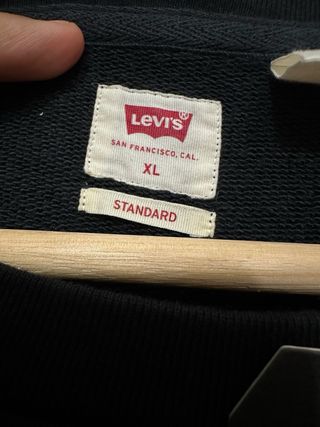 Levi's®
SAN FRANCISCO, CAL.
XL
STANDARD